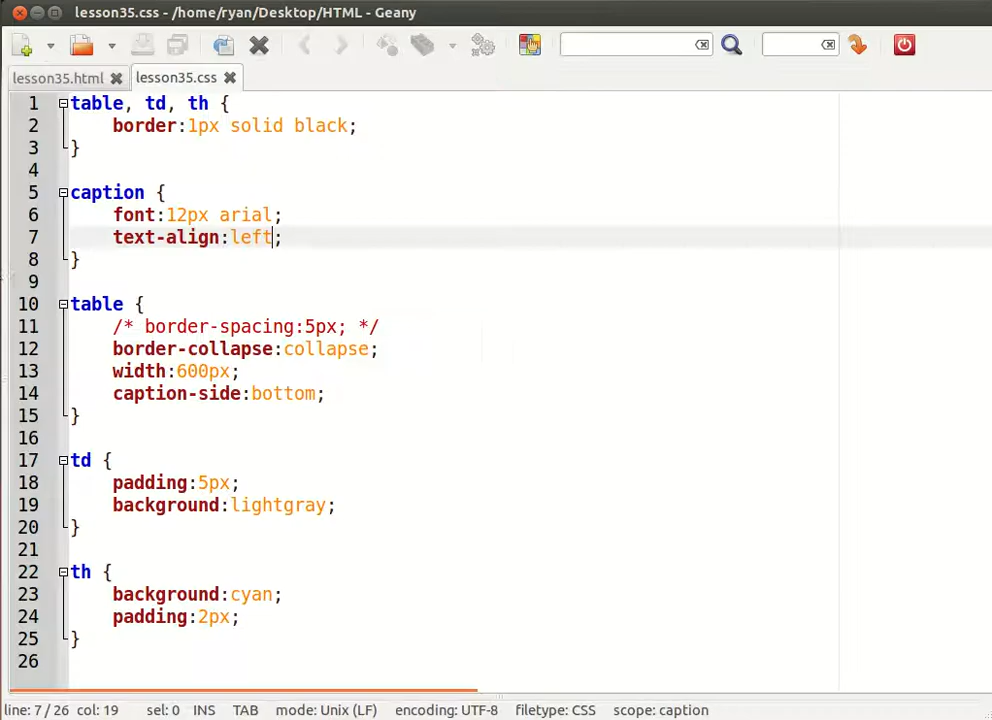 lesson35.css - /home/ryan/Desktop/HTML - Geany
lesson35.html lesson35.css
1 table, td, th {
2 border:1px solid black;
3 }
4
5 caption {
6 font:12px arial;
7 text-align:left;
8 }
9
10 table {
11 /* border-spacing:5px; */
12 border-collapse:collapse;
13 width:600px;
14 caption-side:bottom;
15 }
16
17 td {
18 padding:5px;
19 background:lightgray;
20 }
21
22 th {
23 background:cyan;
24 padding:2px;
25 }
26
line: 7 / 26 col: 19 sel: 0 INS TAB mode: Unix (LF) encoding: UTF-8 filetype: CSS scope: caption